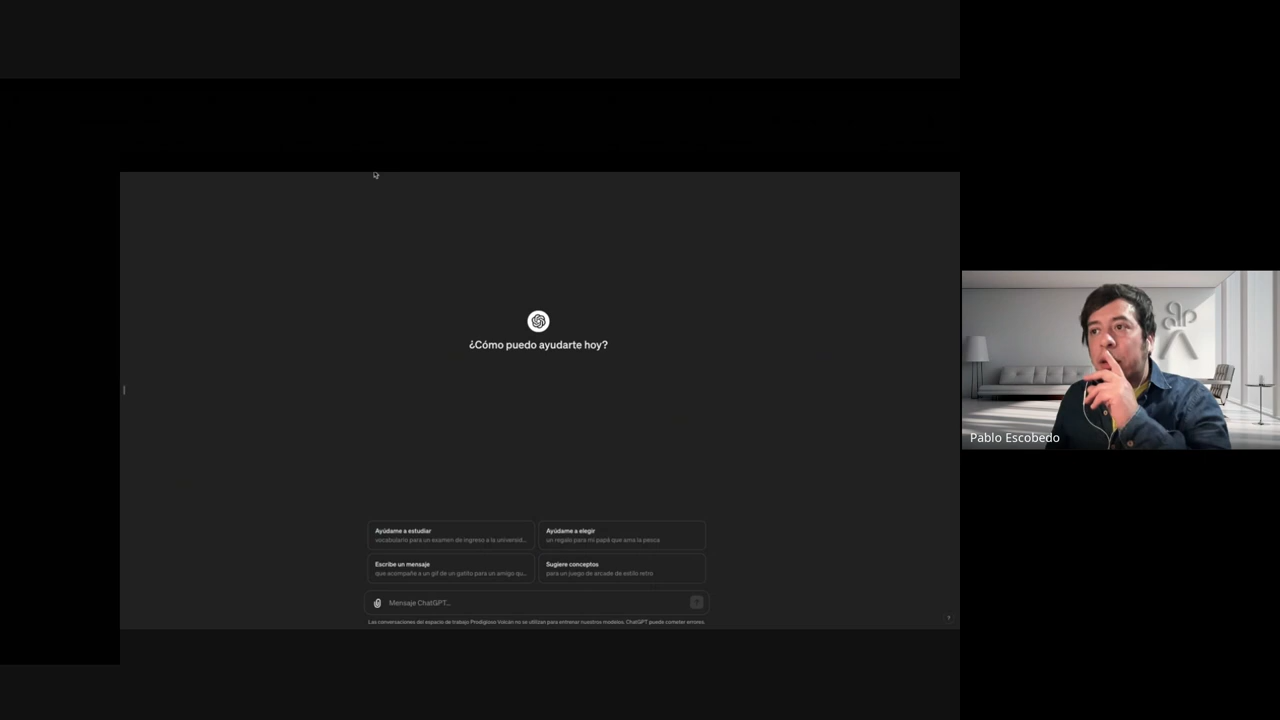 ¿Cómo puedo ayudarte hoy?
Ayúdame a estudiar
vocabulario para un examen de ingreso a la universid...
Ayúdame a elegir
un regalo para mi papá que ama la pesca
Escribe un mensaje
que acompañe a un gif de un gatito para un amigo qu...
Sugiere conceptos
para un juego de arcade de estilo retro
Mensaje ChatGPT...
Las conversaciones del espacio de trabajo Prodigioso Volcán no se utilizan para entrenar nuestros modelos. ChatGPT puede cometer errores.
?
Pablo Escobedo